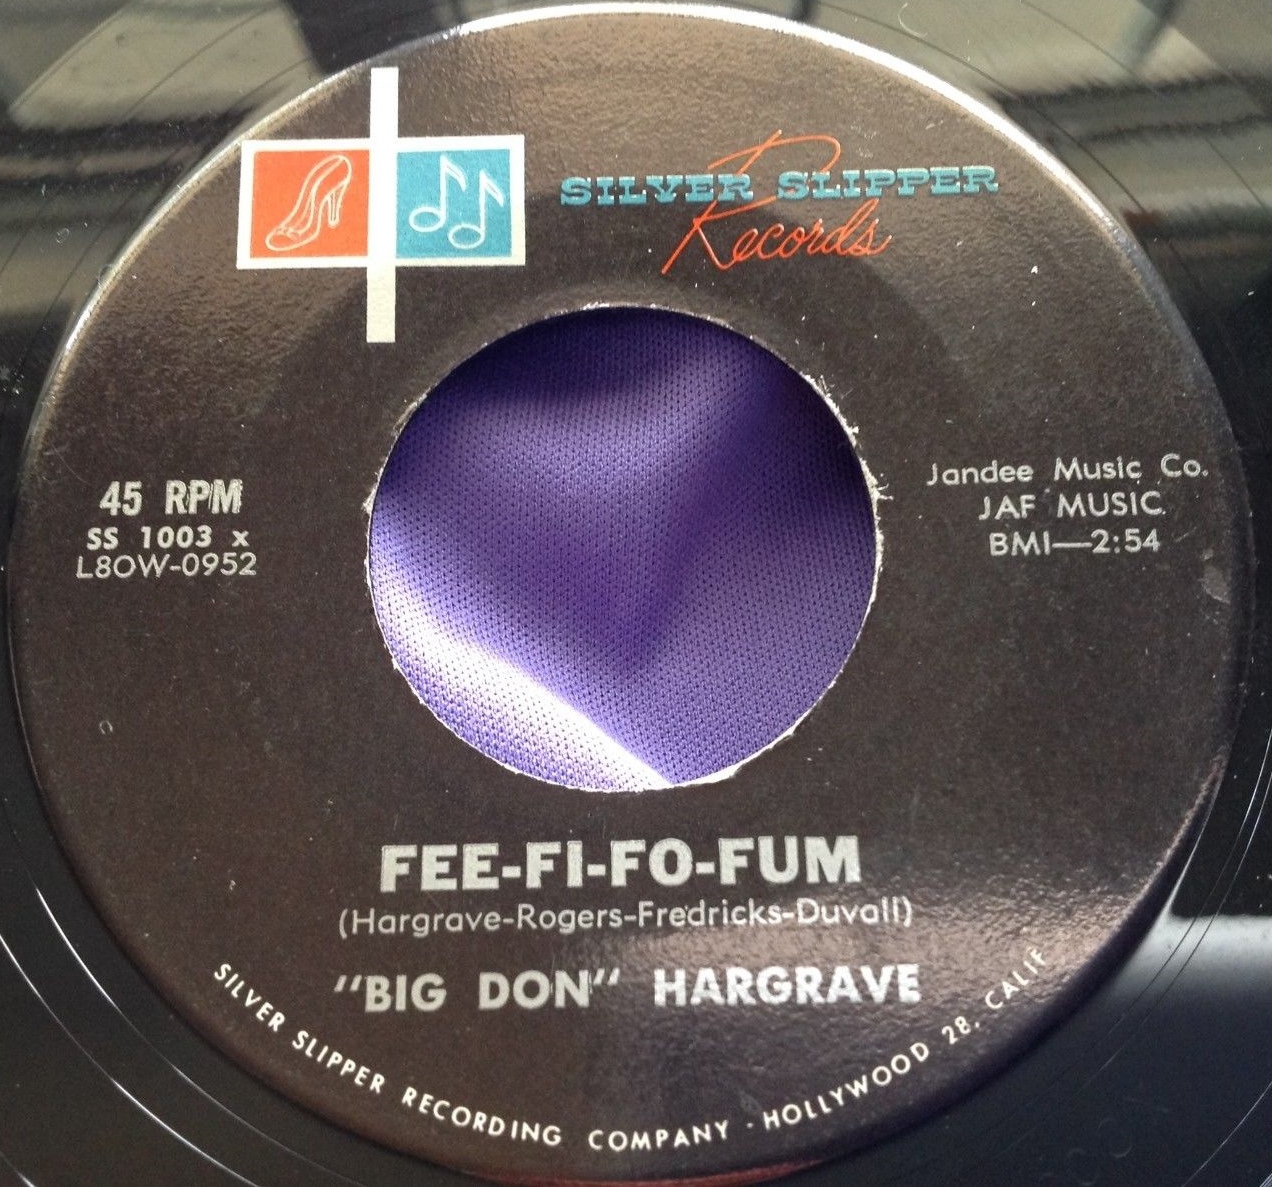 SILVER SLIPPER
Records
45 RPM
SS 1003 x
L8OW-0952
Jandee Music Co.
JAF MUSIC
BMI—2:54
FEE-FI-FO-FUM
(Hargrave-Rogers-Fredricks-Duvall)
"BIG DON" HARGRAVE
SILVER SLIPPER RECORDING COMPANY · HOLLYWOOD 28, CALIF